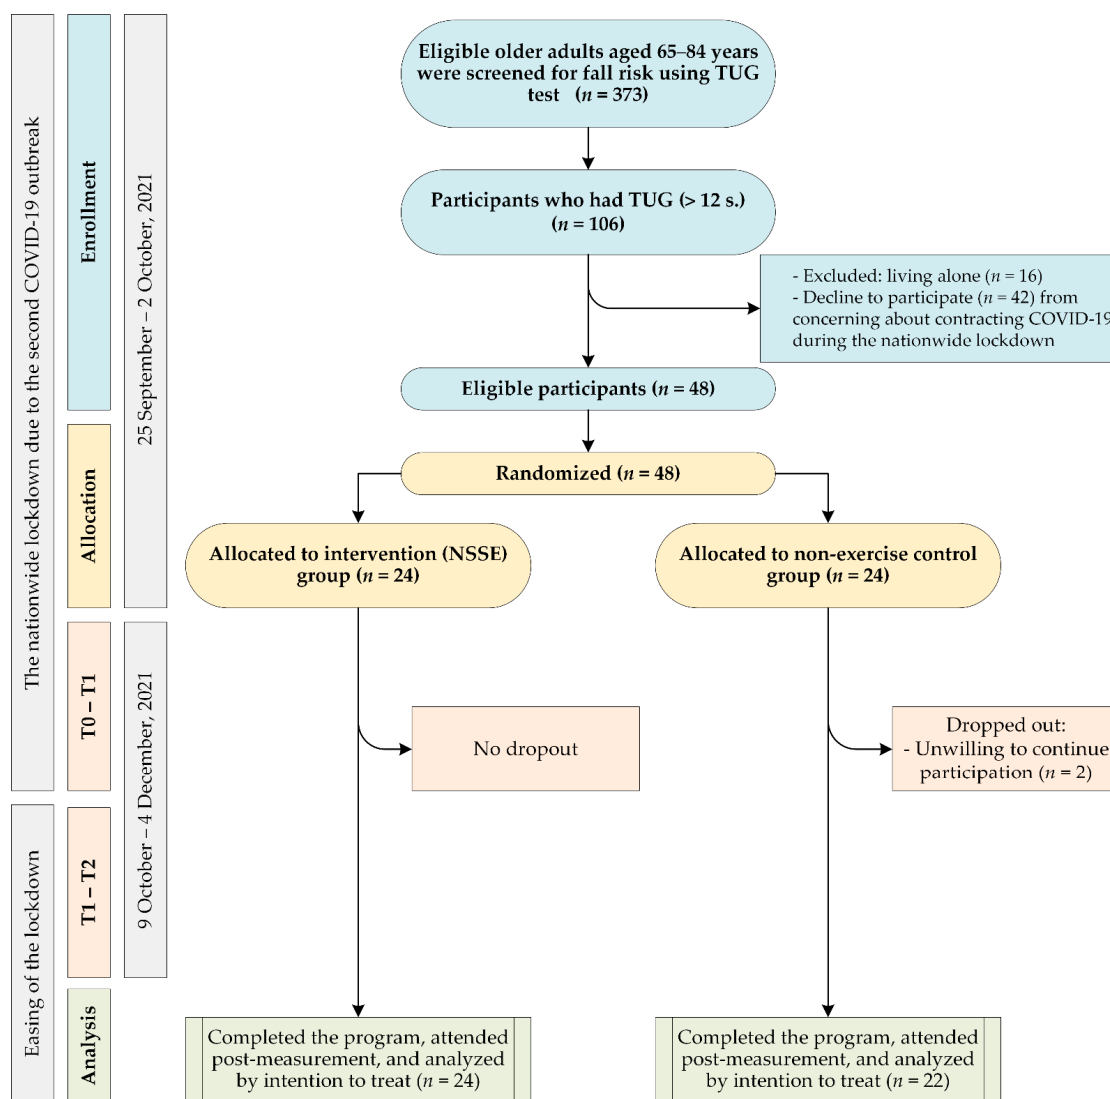 The nationwide lockdown due to the second COVID-19 outbreak
Easing of the lockdown
Enrollment
Allocation
T0 – T1
T1 – T2
Analysis
25 September – 2 October, 2021
9 October – 4 December, 2021
Eligible older adults aged 65–84 years
were screened for fall risk using TUG
test (n = 373)
Participants who had TUG (> 12 s.)
(n = 106)
- Excluded: living alone (n = 16)
- Decline to participate (n = 42) from
concerning about contracting COVID-19
during the nationwide lockdown
Eligible participants (n = 48)
Randomized (n = 48)
Allocated to intervention (NSSE)
group (n = 24)
Allocated to non-exercise control
group (n = 24)
No dropout
Dropped out:
- Unwilling to continue
participation (n = 2)
Completed the program, attended
post-measurement, and analyzed
by intention to treat (n = 24)
Completed the program, attended
post-measurement, and analyzed
by intention to treat (n = 22)